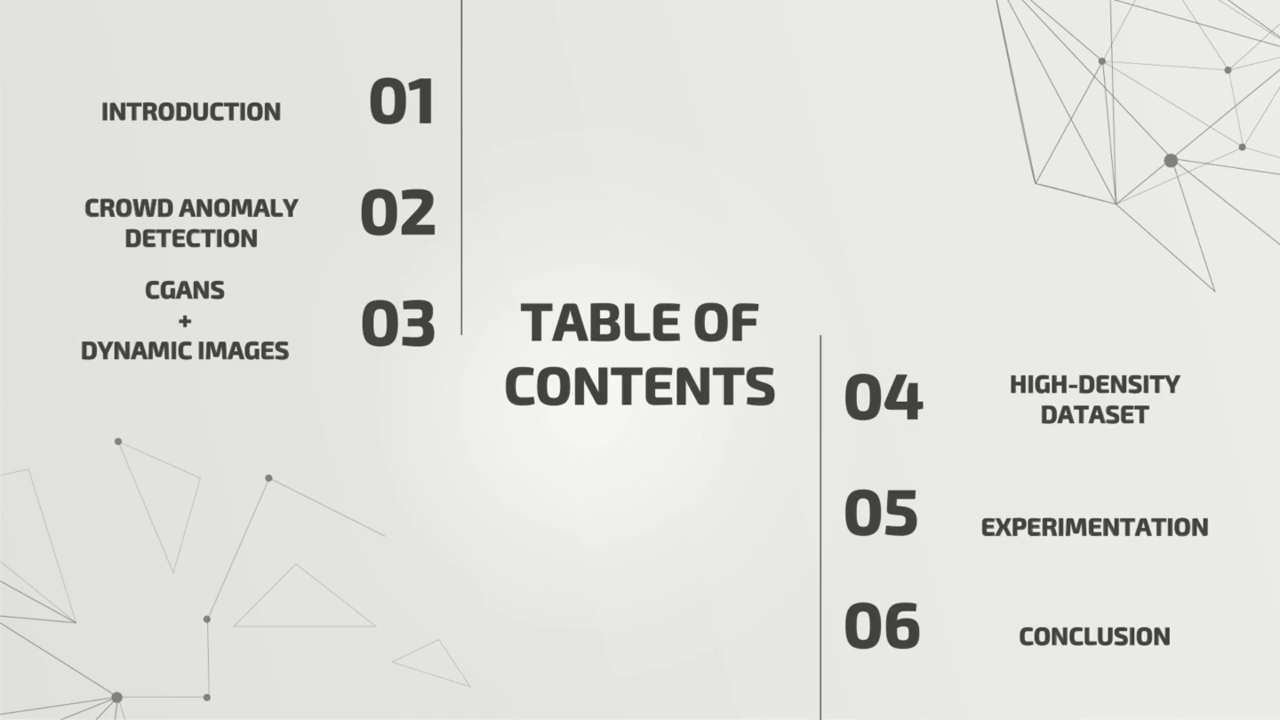 INTRODUCTION
01
CROWD ANOMALY
DETECTION
02
CGANS
+
DYNAMIC IMAGES
03
TABLE OF
CONTENTS
04
HIGH-DENSITY
DATASET
05
EXPERIMENTATION
06
CONCLUSION